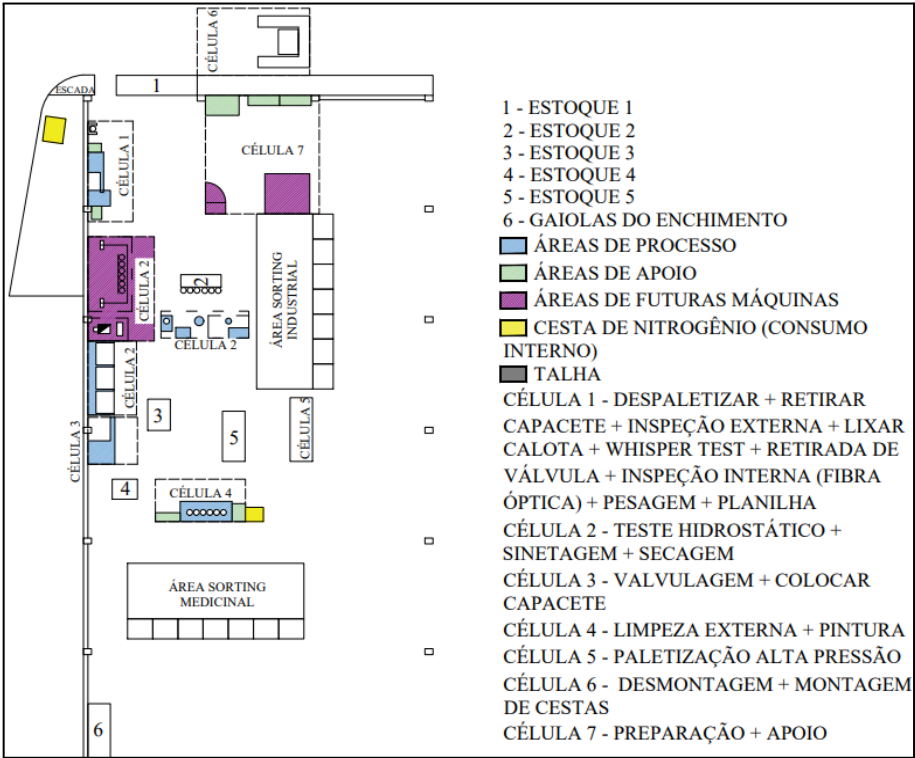 CÉLULA 6
ESCADA
1
CÉLULA 1
CÉLULA 7
CÉLULA 2
2
CÉLULA 2
ÁREA SORTING
INDUSTRIAL
CÉLULA 2
3
5
CÉLULA 5
CÉLULA 3
4
CÉLULA 4
ÁREA SORTING
MEDICINAL
6
1 - ESTOQUE 1
2 - ESTOQUE 2
3 - ESTOQUE 3
4 - ESTOQUE 4
5 - ESTOQUE 5
6 - GAIOLAS DO ENCHIMENTO
ÁREAS DE PROCESSO
ÁREAS DE APOIO
ÁREAS DE FUTURAS MÁQUINAS
CESTA DE NITROGÊNIO (CONSUMO
INTERNO)
TALHA
CÉLULA 1 - DESPALETIZAR + RETIRAR
CAPACETE + INSPEÇÃO EXTERNA + LIXAR
CALOTA + WHISPER TEST + RETIRADA DE
VÁLVULA + INSPEÇÃO INTERNA (FIBRA
ÓPTICA) + PESAGEM + PLANILHA
CÉLULA 2 - TESTE HIDROSTÁTICO +
SINETAGEM + SECAGEM
CÉLULA 3 - VALVULAGEM + COLOCAR
CAPACETE
CÉLULA 4 - LIMPEZA EXTERNA + PINTURA
CÉLULA 5 - PALETIZAÇÃO ALTA PRESSÃO
CÉLULA 6 - DESMONTAGEM + MONTAGEM
DE CESTAS
CÉLULA 7 - PREPARAÇÃO + APOIO